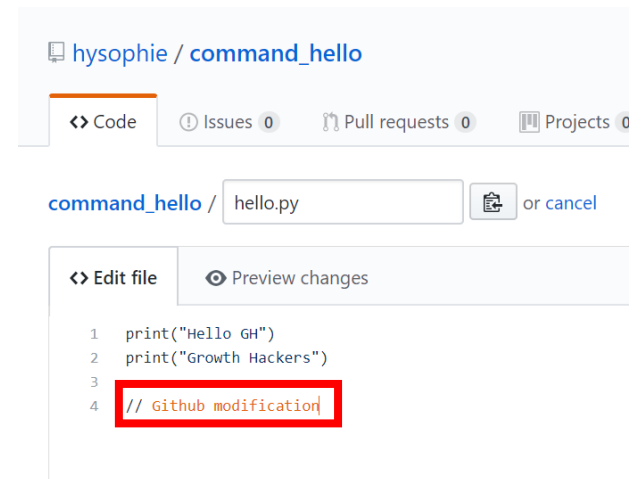 hysophie / command_hello
Code Issues 0 Pull requests 0 Projects 0
command_hello / hello.py or cancel
Edit file Preview changes
1 print("Hello GH")
2 print("Growth Hackers")
3
4 // Github modification